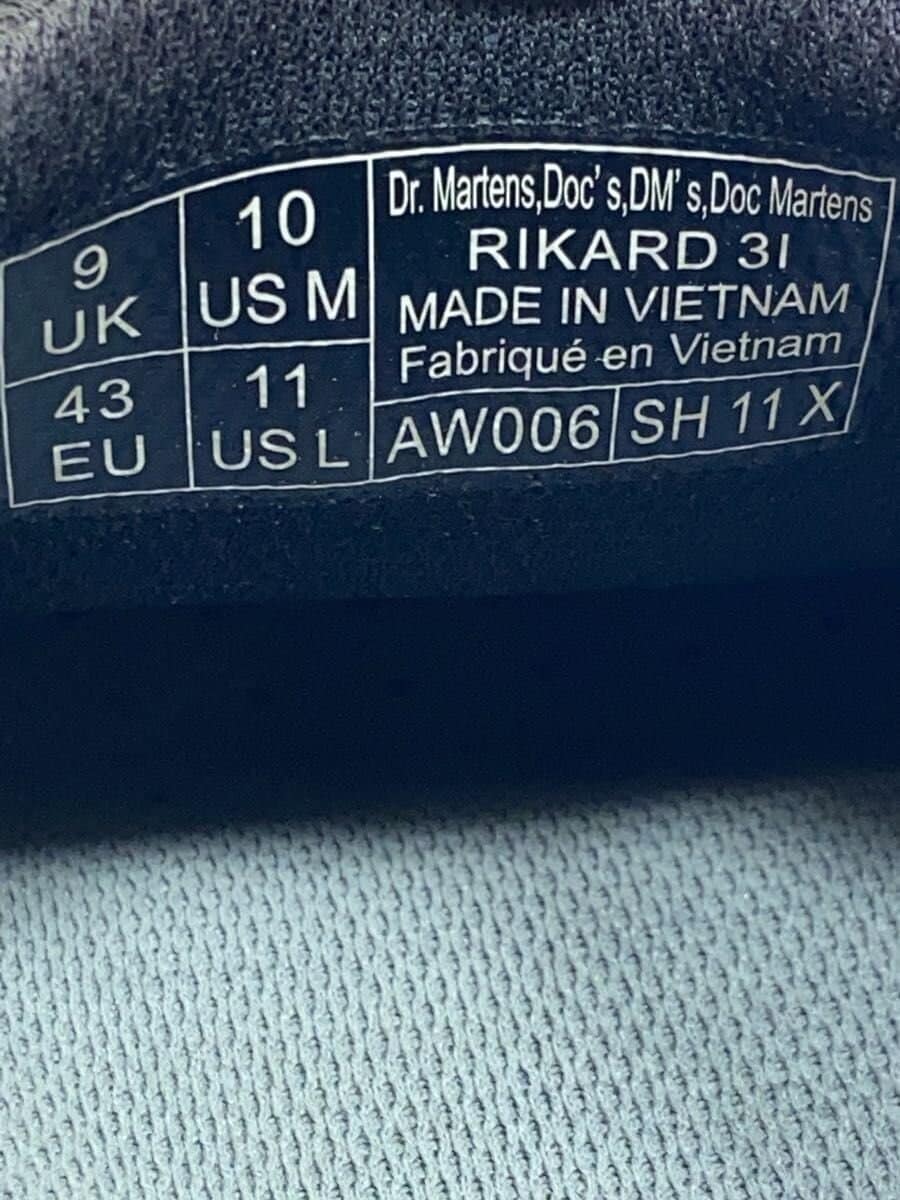 9
UK
10
US M
43
EU
11
US L
Dr. Martens,Doc's,DM's,Doc Martens
RIKARD 3I
MADE IN VIETNAM
Fabriqué en Vietnam
AW006
SH 11 X